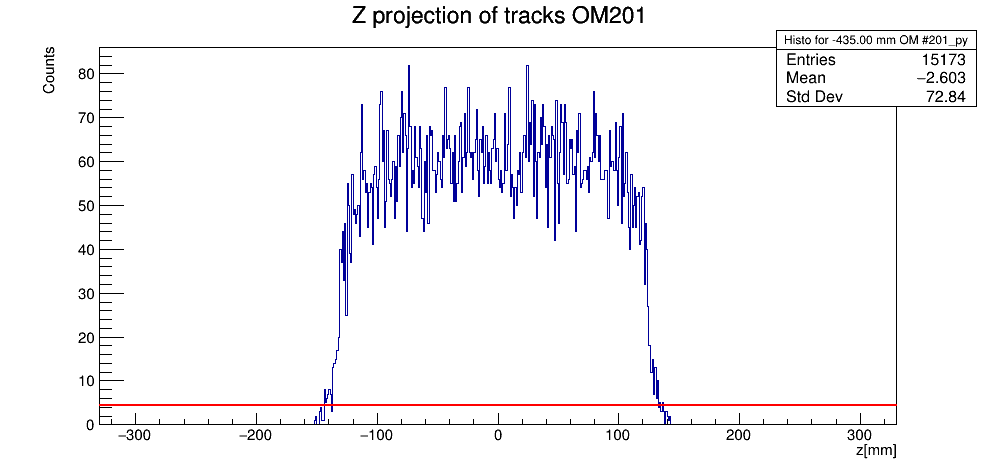 Z projection of tracks OM201
Histo for -435.00 mm OM #201_py
Entries 15173
Mean −2.603
Std Dev 72.84
Counts
80
70
60
50
40
30
20
10
0
−300 −200 −100 0 100 200 300
z[mm]